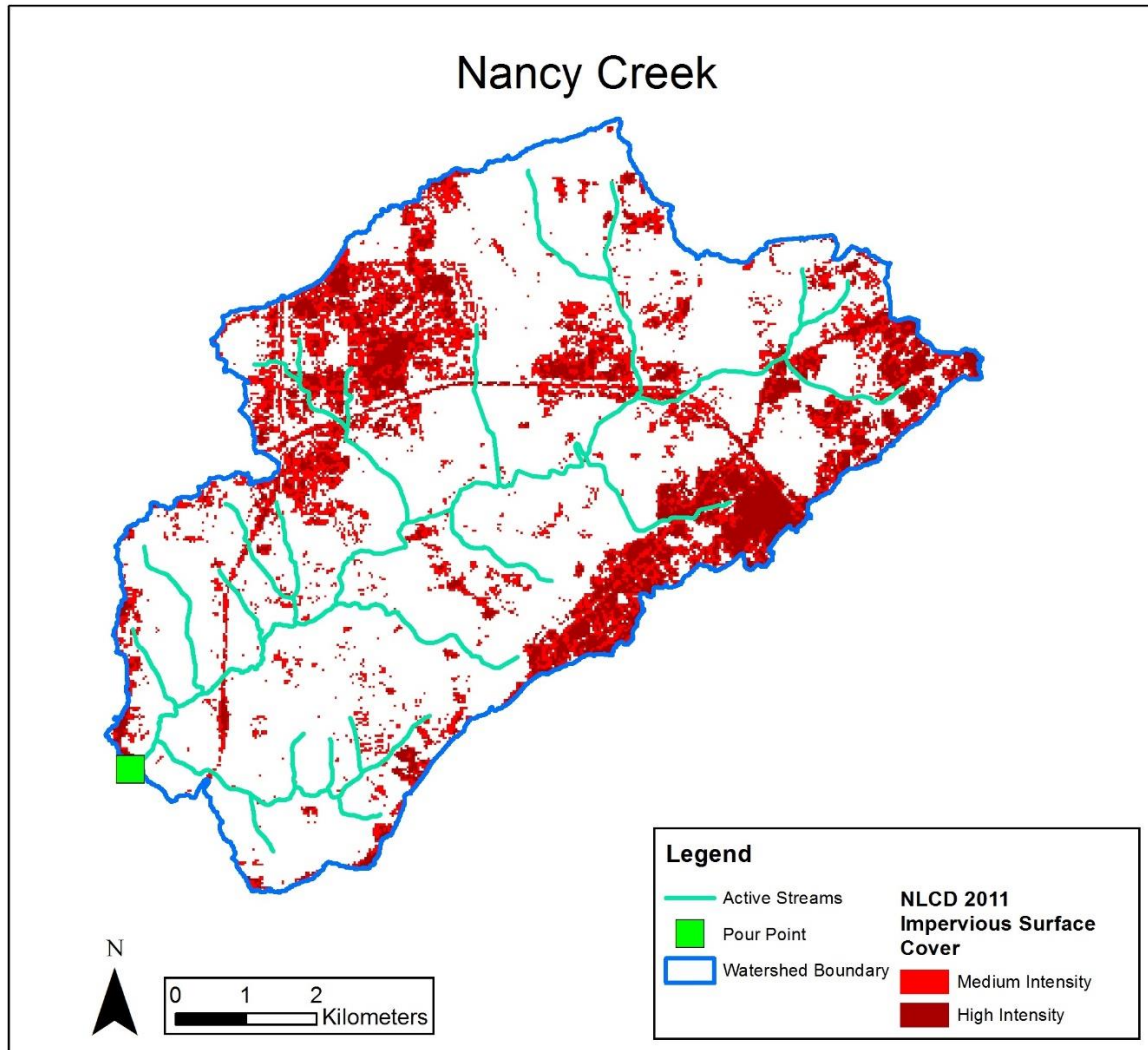 Nancy Creek
N
0 1 2
Kilometers
Legend
Active Streams
Pour Point
Watershed Boundary
NLCD 2011
Impervious Surface
Cover
Medium Intensity
High Intensity